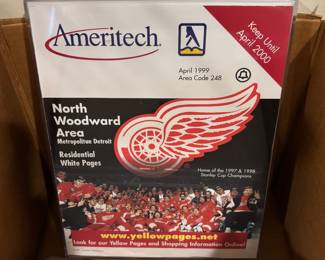 Ameritech®
Keep Until
April 2000
April 1999
Area Code 248
North
Woodward
Area
Metropolitan Detroit
Residential
White Pages
Home of the 1997 & 1998
Stanley Cup Champions
www.yellowpages.net
Look for our Yellow Pages and Shopping Information Online!